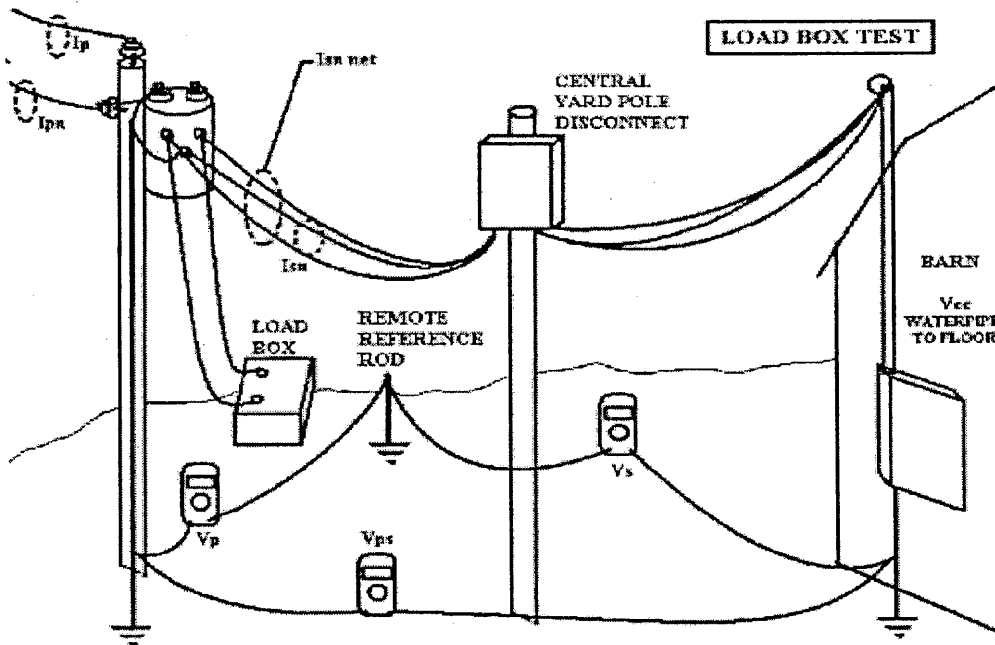 Ip
LOAD BOX TEST
Isn net
CENTRAL
YARD POLE
DISCONNECT
Ipn
Isn
BARN
Vcc
WATERPIPE
TO FLOOR
LOAD
BOX
REMOTE
REFERENCE
ROD
Vs
Vp
Vps